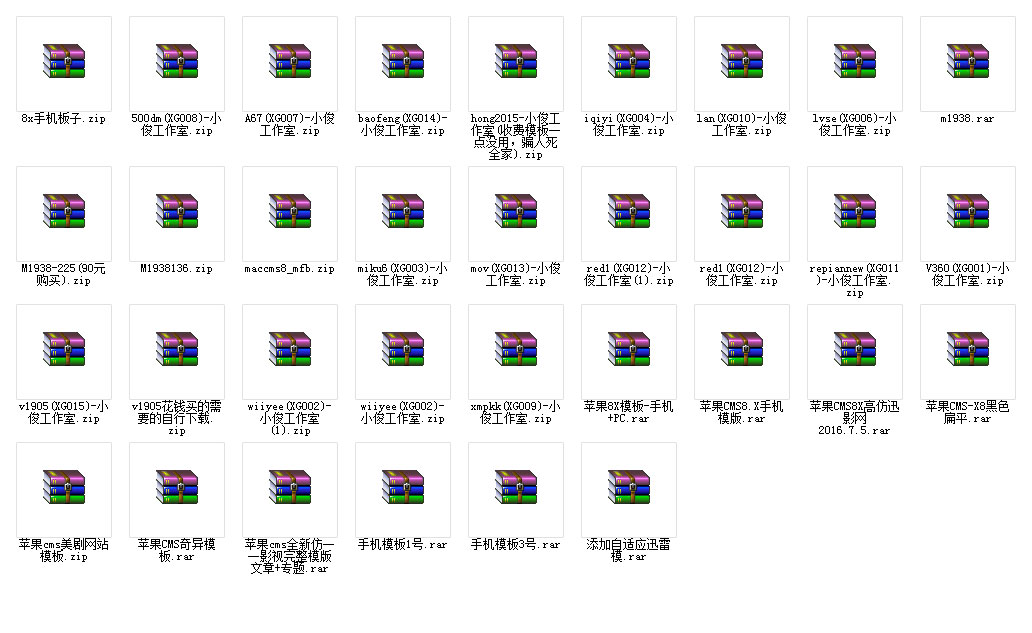 8x手机板子.zip
500dm(XG008)-小
俊工作室.zip
A67(XG007)-小俊
工作室.zip
baofeng(XG014)-
小俊工作室.zip
hong2015-小俊工
作室(收费模板一
点没用，骗人死
全家).zip
iqiyi(XG004)-小
俊工作室.zip
lan(XG010)-小俊
工作室.zip
lvse(XG006)-小
俊工作室.zip
m1938.rar
M1938-225(90元
购买).zip
M1938136.zip
maccms8_mfb.zip
miku6(XG003)-小
俊工作室.zip
mov(XG013)-小俊
工作室.zip
red1(XG012)-小
俊工作室(1).zip
red1(XG012)-小
俊工作室.zip
repiannew(XG011
)-小俊工作室.
zip
V360(XG001)-小
俊工作室.zip
v1905(XG015)-小
俊工作室.zip
v1905花钱买的需
要的自行下载.
zip
wiiyee(XG002)-
小俊工作室
(1).zip
wiiyee(XG002)-
小俊工作室.zip
xmpkk(XG009)-小
俊工作室.zip
苹果8X模板-手机
+PC.rar
苹果CMS8.X手机
模版.rar
苹果CMS8X高仿迅
影网
2016.7.5.rar
苹果CMS-X8黑色
扁平.rar
苹果cms美剧网站
模板.zip
苹果CMS奇异模
板.rar
苹果cms全新仿一
一影视完整模版
文章+专题.rar
手机模板1号.rar
手机模板3号.rar
添加自适应迅雷
模.rar